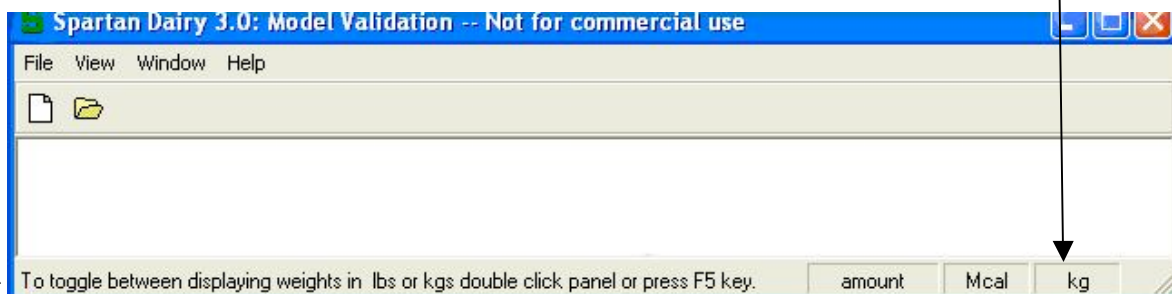 Spartan Dairy 3.0: Model Validation -- Not for commercial use
File View Window Help
To toggle between displaying weights in lbs or kgs double click panel or press F5 key. amount Mcal kg